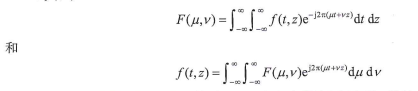 F(μ,ν)=∫_{-∞}^{∞}∫_{-∞}^{∞} f(t,z)e^{-j2π(μt+νz)}dt dz
和
f(t,z)=∫_{-∞}^{∞}∫_{-∞}^{∞} F(μ,ν)e^{j2π(μt+νz)}dμ dν